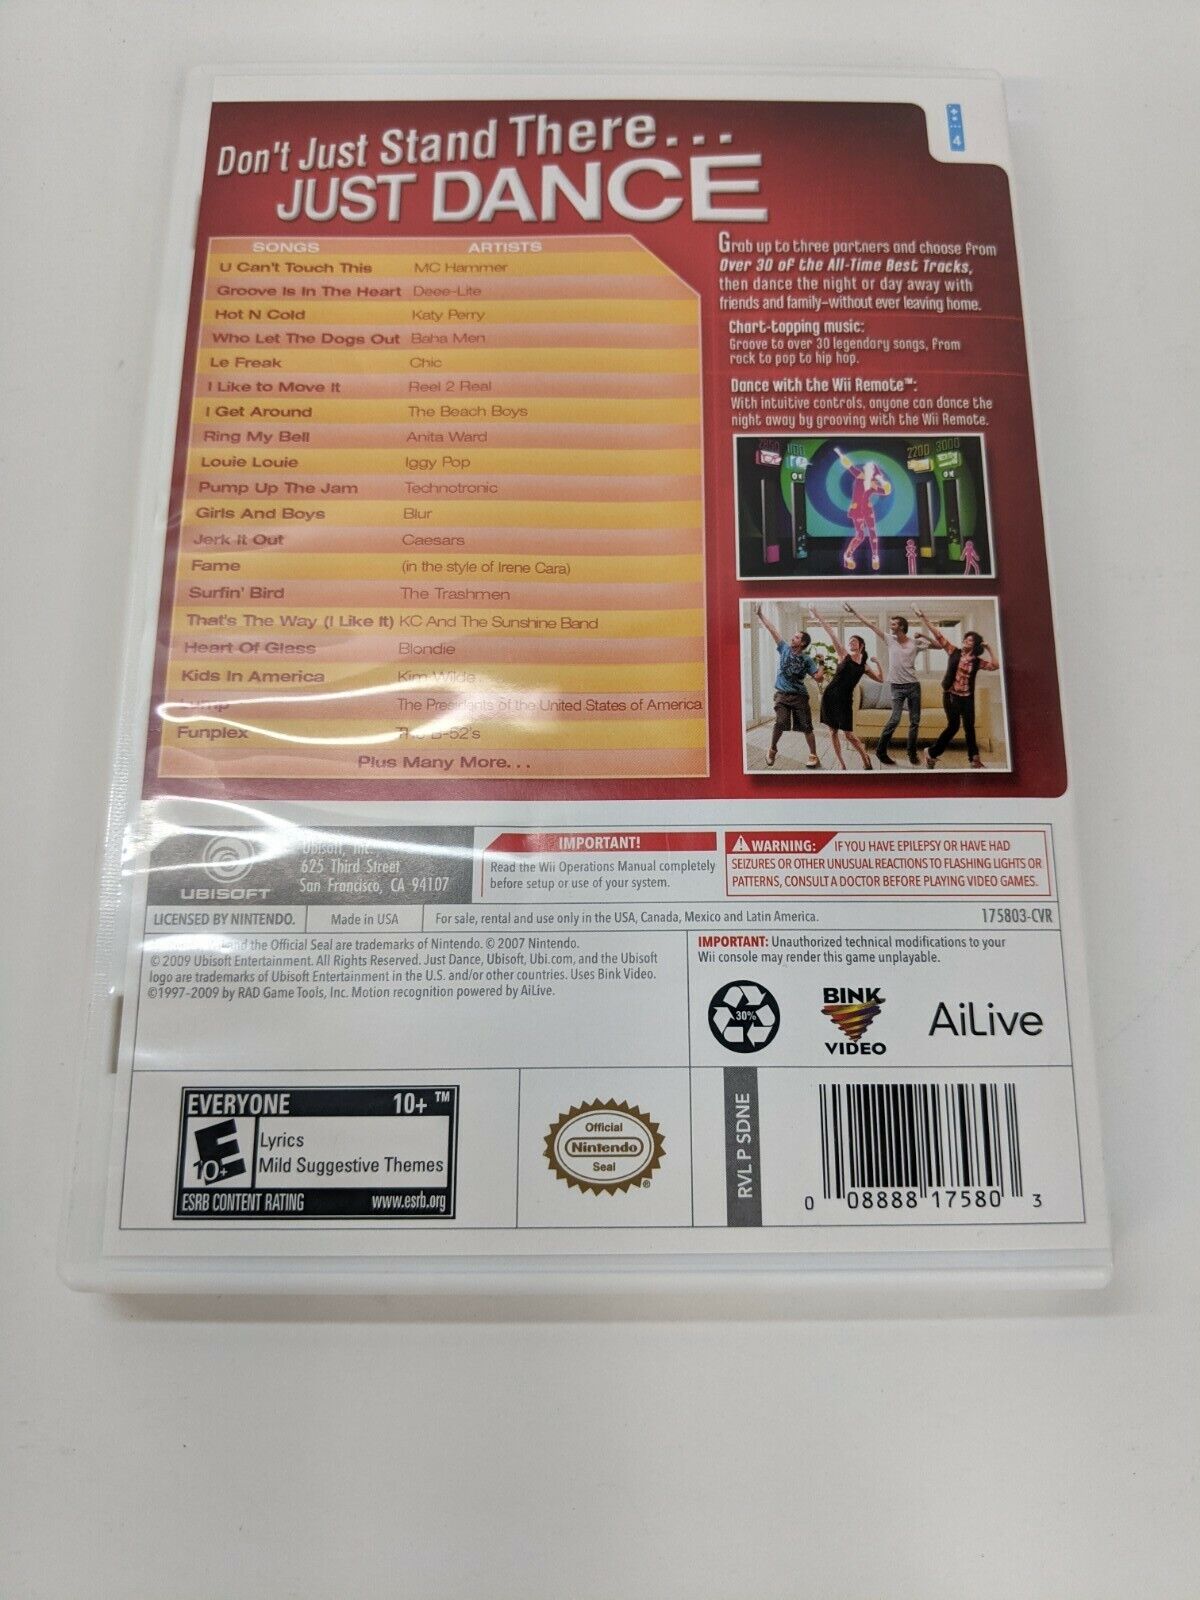 Don't Just Stand There...
JUST DANCE
4
SONGS ARTISTS
U Can't Touch This MC Hammer
Groove Is In The Heart Deee-Lite
Hot N Cold Katy Perry
Who Let The Dogs Out Baha Men
Le Freak Chic
I Like to Move It Reel 2 Real
I Get Around The Beach Boys
Ring My Bell Anita Ward
Louie Louie Iggy Pop
Pump Up The Jam Technotronic
Girls And Boys Blur
Jerk It Out Caesars
Fame (in the style of Irene Cara)
Surfin' Bird The Trashmen
That's The Way (I Like It) KC And The Sunshine Band
Heart Of Glass Blondie
Kids In America Kim Wilde
Lump The Presidents of the United States of America
Funplex The B-52's
Plus Many More...
Grab up to three partners and choose from
Over 30 of the All-Time Best Tracks,
then dance the night or day away with
friends and family–without ever leaving home.
Chart-topping music:
Groove to over 30 legendary songs, from
rock to pop to hip hop.
Dance with the Wii Remote™:
With intuitive controls, anyone can dance the
night away by grooving with the Wii Remote.
2200 3000
UBISOFT
Ubisoft, Inc.
625 Third Street
San Francisco, CA 94107
IMPORTANT!
Read the Wii Operations Manual completely
before setup or use of your system.
WARNING: IF YOU HAVE EPILEPSY OR HAVE HAD
SEIZURES OR OTHER UNUSUAL REACTIONS TO FLASHING LIGHTS OR
PATTERNS, CONSULT A DOCTOR BEFORE PLAYING VIDEO GAMES.
LICENSED BY NINTENDO. Made in USA For sale, rental and use only in the USA, Canada, Mexico and Latin America. 175803-CVR
and the Official Seal are trademarks of Nintendo. © 2007 Nintendo.
© 2009 Ubisoft Entertainment. All Rights Reserved. Just Dance, Ubisoft, Ubi.com, and the Ubisoft
logo are trademarks of Ubisoft Entertainment in the U.S. and/or other countries. Uses Bink Video.
©1997-2009 by RAD Game Tools, Inc. Motion recognition powered by AiLive.
IMPORTANT: Unauthorized technical modifications to your
Wii console may render this game unplayable.
30%
BINK
VIDEO
AiLive
EVERYONE 10+ ™
E
10+
Lyrics
Mild Suggestive Themes
ESRB CONTENT RATING www.esrb.org
Official
Nintendo
Seal
®
RVL P SDNE
0 08888 17580 3